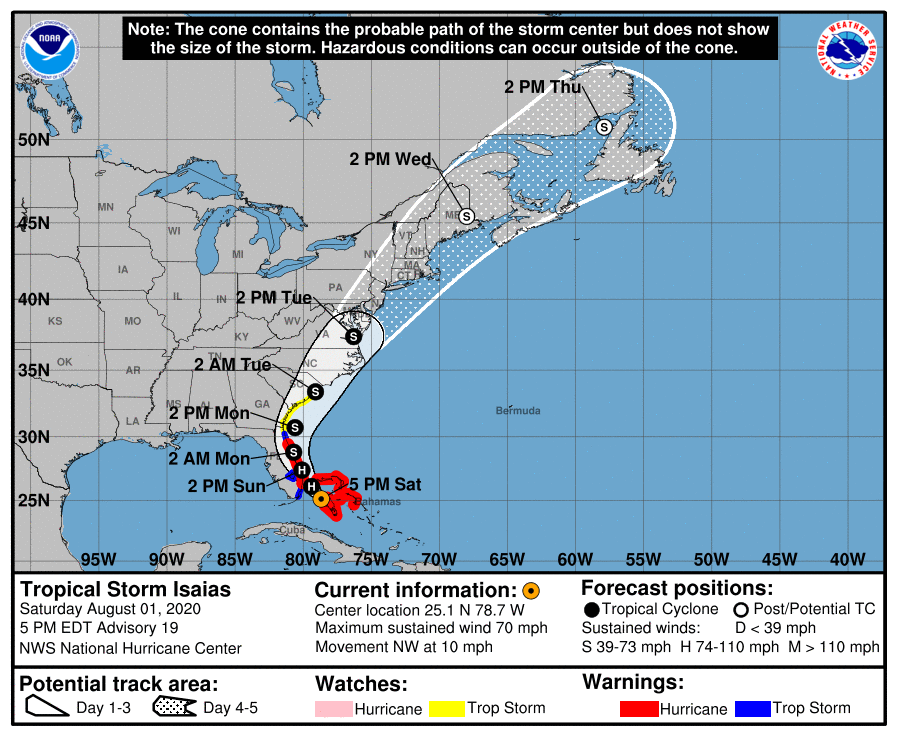 Note: The cone contains the probable path of the storm center but does not show
the size of the storm. Hazardous conditions can occur outside of the cone.
NOAA
NATIONAL WEATHER SERVICE
2 PM Thu
S
50N
2 PM Wed
S
MN
ME
45N
WI
VT
NH
MI
NY
MA
CT
RI
IA
PA
40N
IL
IN
2 PM Tue
KS
MO
WV
VA
S
KY
OK
TN
NC
35N
AR
2 AM Tue
S
SC
MS
AL
GA
2 PM Mon
Bermuda
LA
S
30N
2 AM Mon
S
H
2 PM Sun
H
5 PM Sat
25N
Bahamas
Cuba
95W 90W 85W 80W 75W 70W 65W 60W 55W 50W 45W 40W
Tropical Storm Isaias
Saturday August 01, 2020
5 PM EDT Advisory 19
NWS National Hurricane Center
Current information:
Center location 25.1 N 78.7 W
Maximum sustained wind 70 mph
Movement NW at 10 mph
Forecast positions:
Tropical Cyclone Post/Potential TC
Sustained winds: D < 39 mph
S 39-73 mph H 74-110 mph M > 110 mph
Potential track area:
Day 1-3 Day 4-5
Watches:
Hurricane Trop Storm
Warnings:
Hurricane Trop Storm